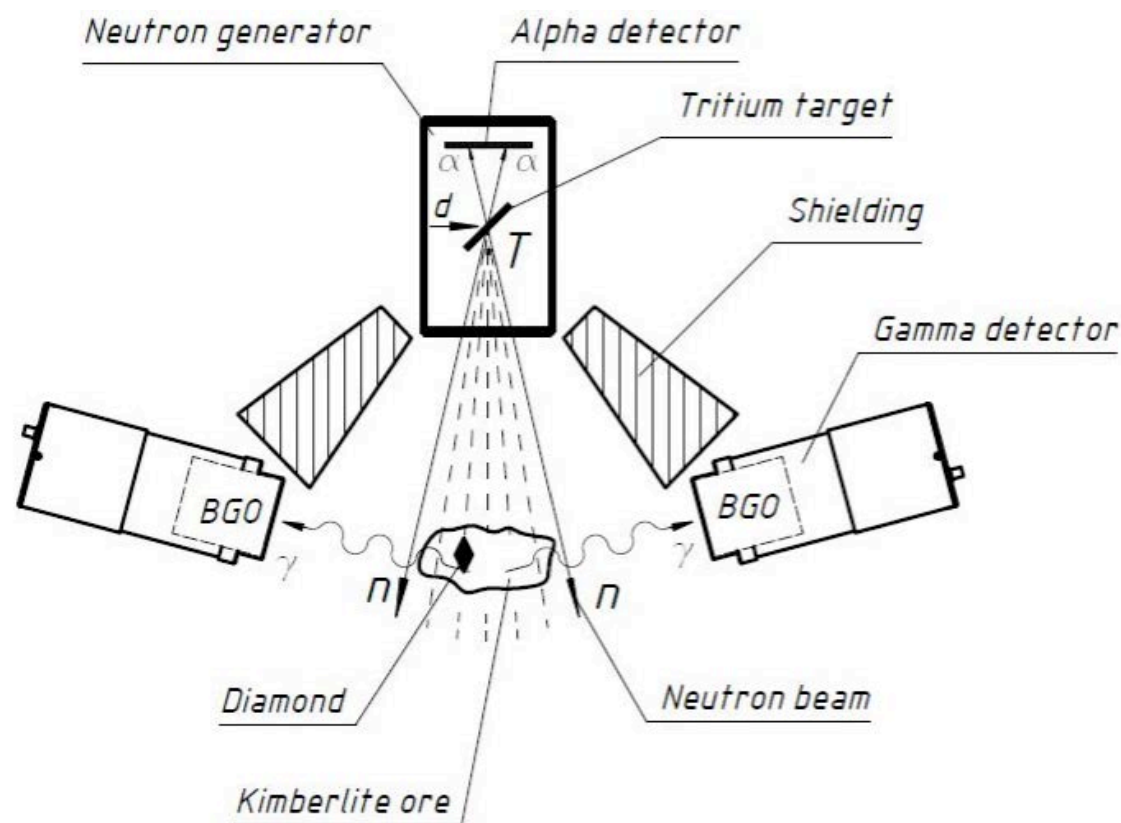 Neutron generator
Alpha detector
Tritium target
α α
d
T
Shielding
Gamma detector
BGO
BGO
γ
γ
n
n
Diamond
Neutron beam
Kimberlite ore